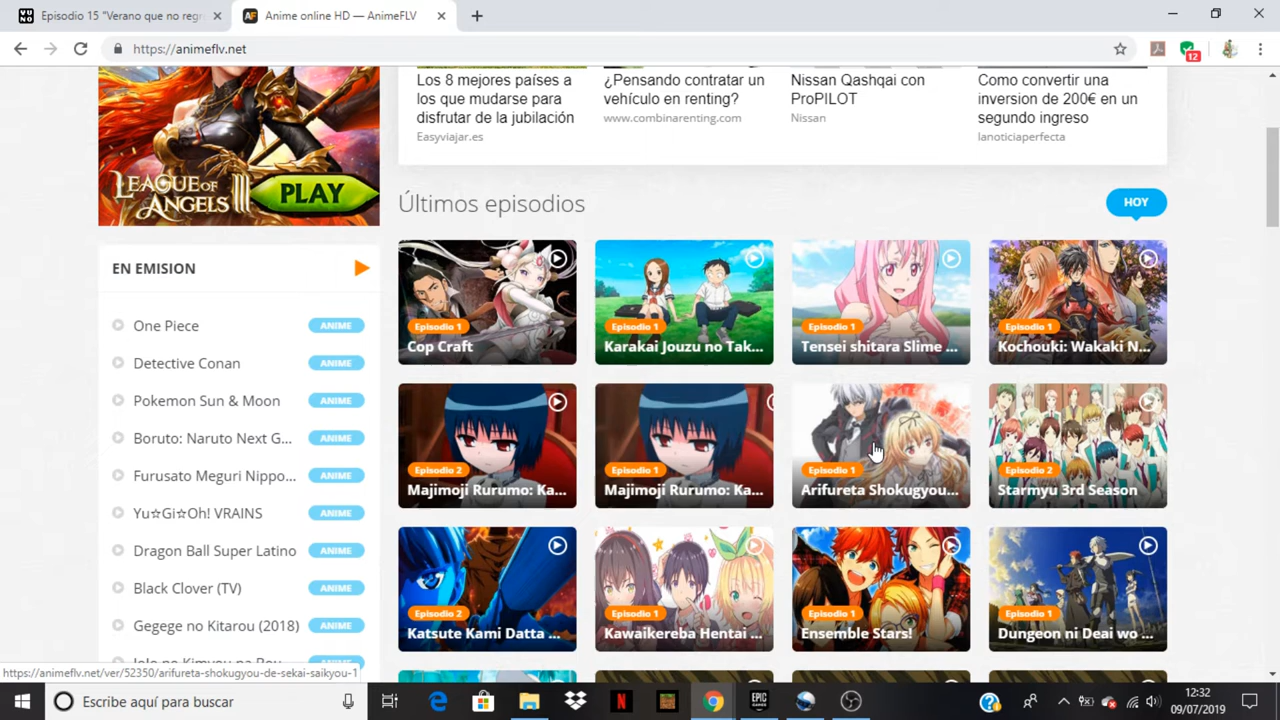 Episodio 15 "Verano que no regr
Anime online HD — AnimeFLV
https://animeflv.net
12
Los 8 mejores países a
los que mudarse para
disfrutar de la jubilación
Easyviajar.es
¿Pensando contratar un
vehículo en renting?
www.combinarenting.com
Nissan Qashqai con
ProPILOT
Nissan
Como convertir una
inversion de 200€ en un
segundo ingreso
lanoticiaperfecta
LEAGUE OF
ANGELS III
PLAY
Últimos episodios
HOY
EN EMISION
One Piece ANIME
Detective Conan ANIME
Pokemon Sun & Moon ANIME
Boruto: Naruto Next G... ANIME
Furusato Meguri Nippo... ANIME
Yu☆Gi☆Oh! VRAINS ANIME
Dragon Ball Super Latino ANIME
Black Clover (TV) ANIME
Gegege no Kitarou (2018) ANIME
Episodio 1
Cop Craft
Episodio 1
Karakai Jouzu no Tak...
Episodio 1
Tensei shitara Slime ...
Episodio 1
Kochouki: Wakaki N...
Episodio 2
Majimoji Rurumo: Ka...
Episodio 1
Majimoji Rurumo: Ka...
Episodio 1
Arifureta Shokugyou...
Episodio 2
Starmyu 3rd Season
Episodio 2
Katsute Kami Datta ...
Episodio 1
Kawaikereba Hentai ...
Episodio 1
Ensemble Stars!
Episodio 1
Dungeon ni Deai wo ...
https://animeflv.net/ver/52350/arifureta-shokugyou-de-sekai-saikyou-1
Escribe aquí para buscar
EPIC
GAMES
12:32
09/07/2019